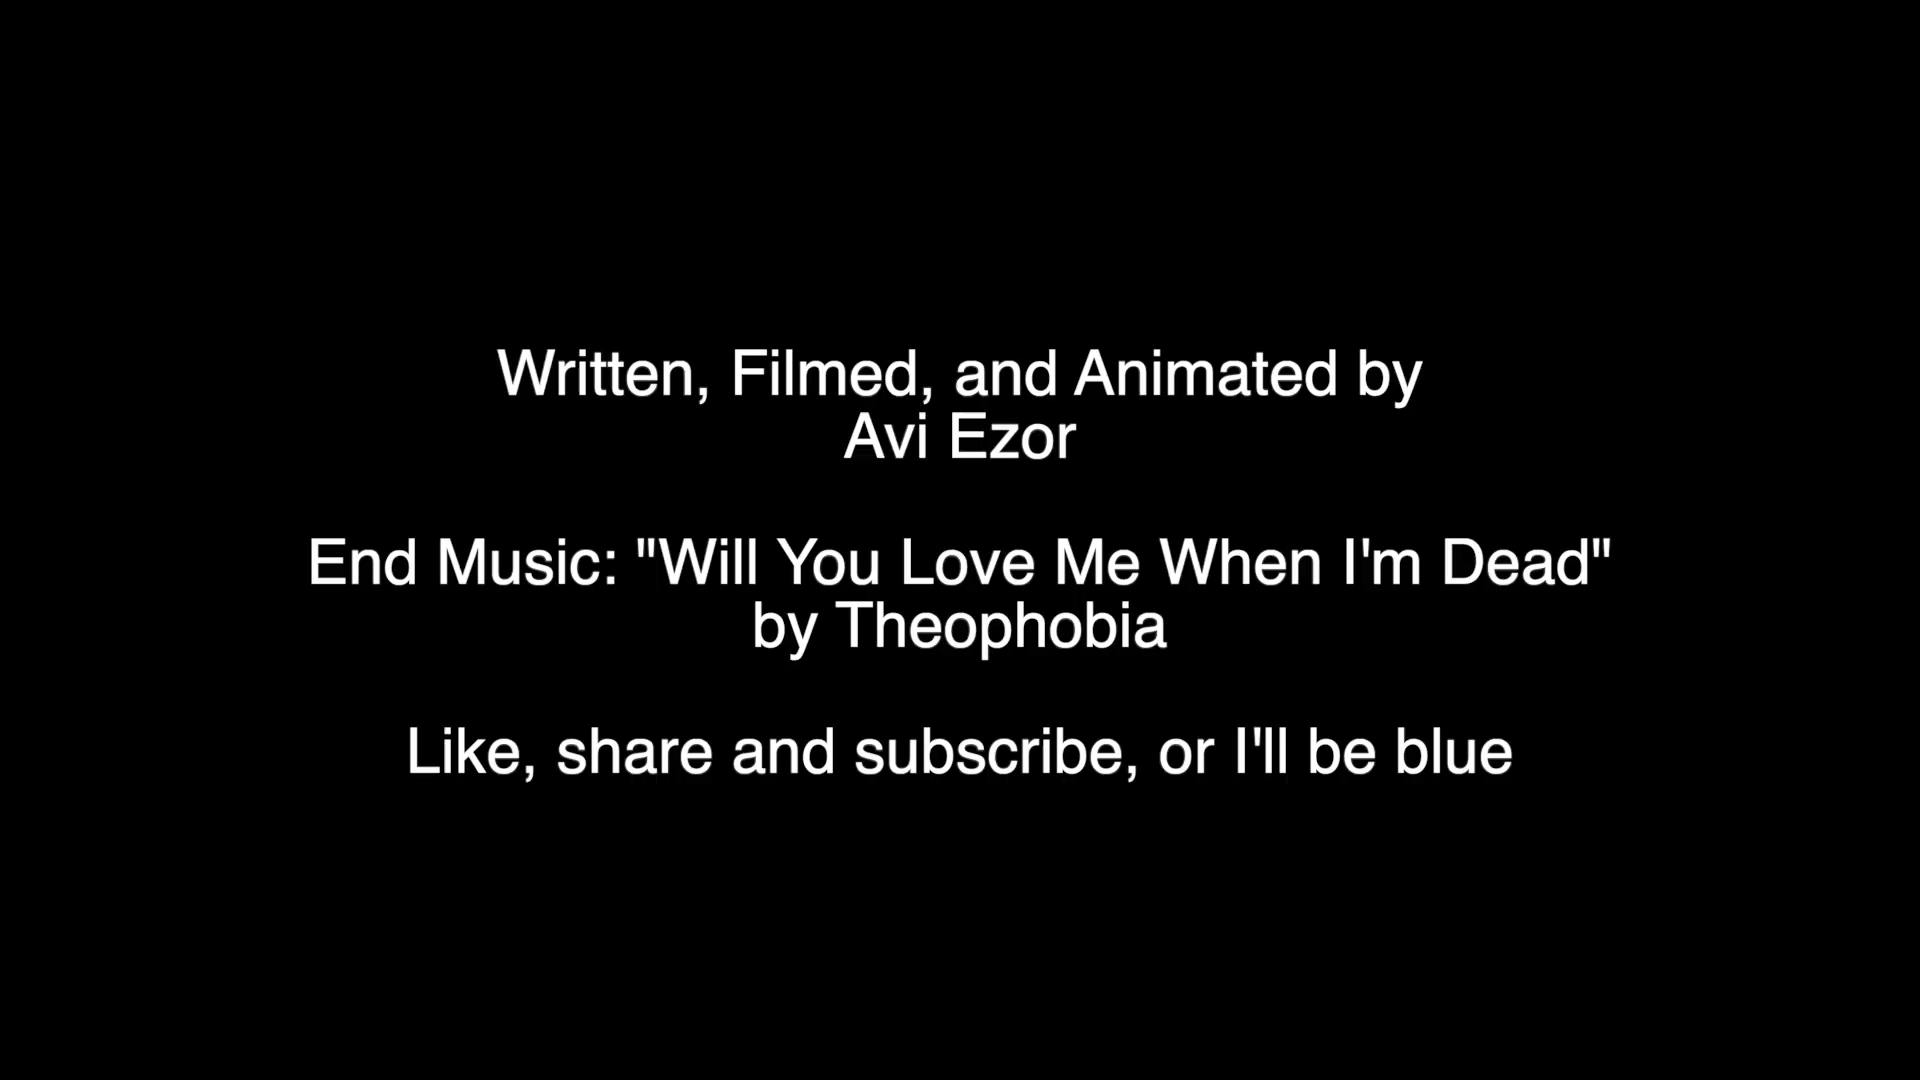 Written, Filmed, and Animated by
Avi Ezor
End Music: "Will You Love Me When I'm Dead"
by Theophobia
Like, share and subscribe, or I'll be blue